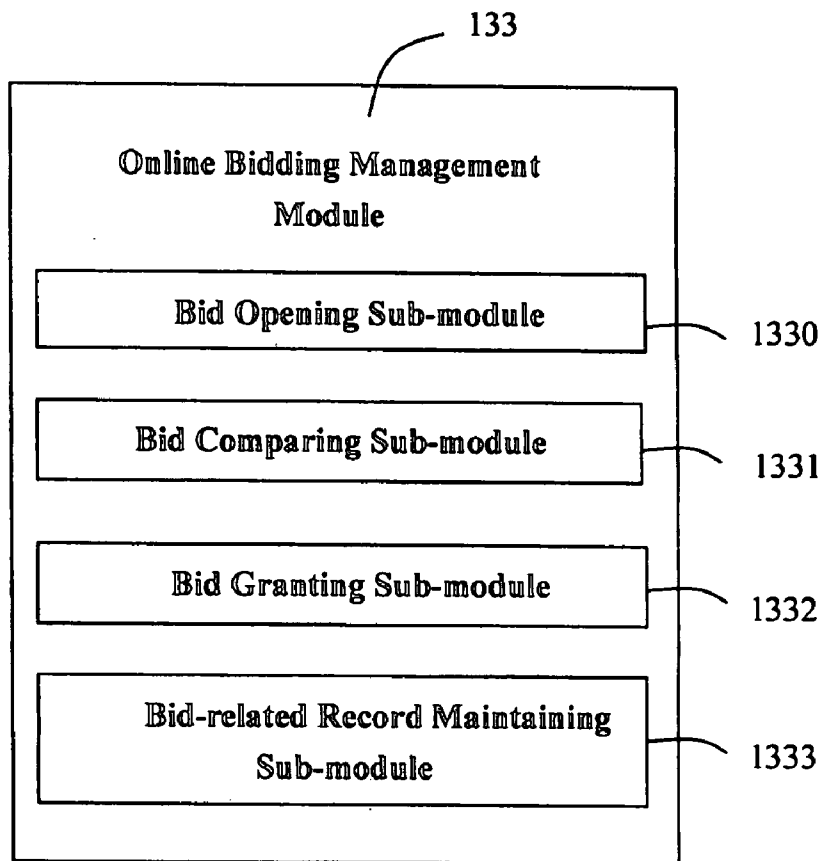 133
Online Bidding Management
Module
Bid Opening Sub-module
1330
Bid Comparing Sub-module
1331
Bid Granting Sub-module
1332
Bid-related Record Maintaining
Sub-module
1333